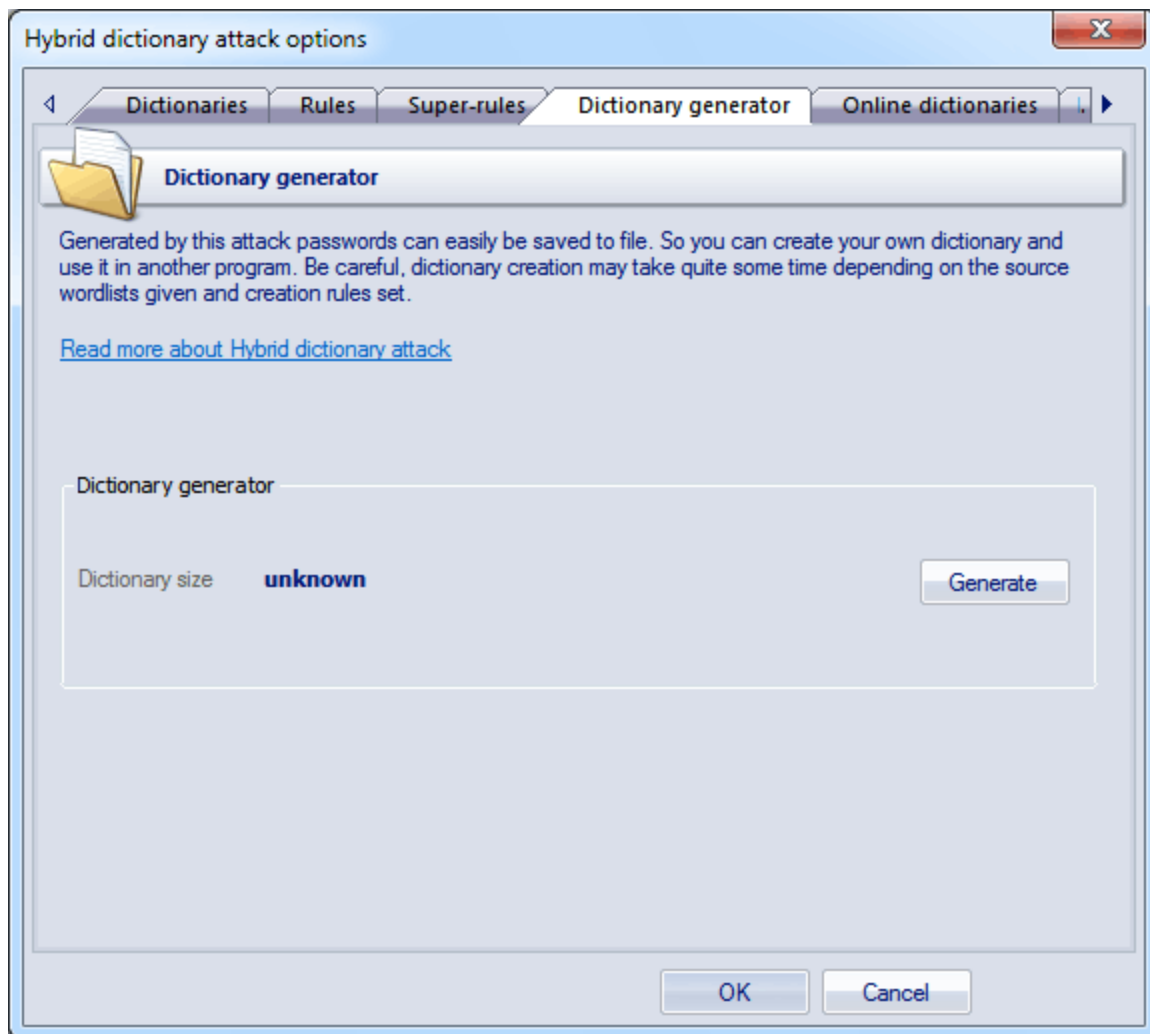 Hybrid dictionary attack options
Dictionaries Rules Super-rules Dictionary generator Online dictionaries
Dictionary generator
Generated by this attack passwords can easily be saved to file. So you can create your own dictionary and
use it in another program. Be careful, dictionary creation may take quite some time depending on the source
wordlists given and creation rules set.
Read more about Hybrid dictionary attack
Dictionary generator
Dictionary size unknown Generate
OK Cancel